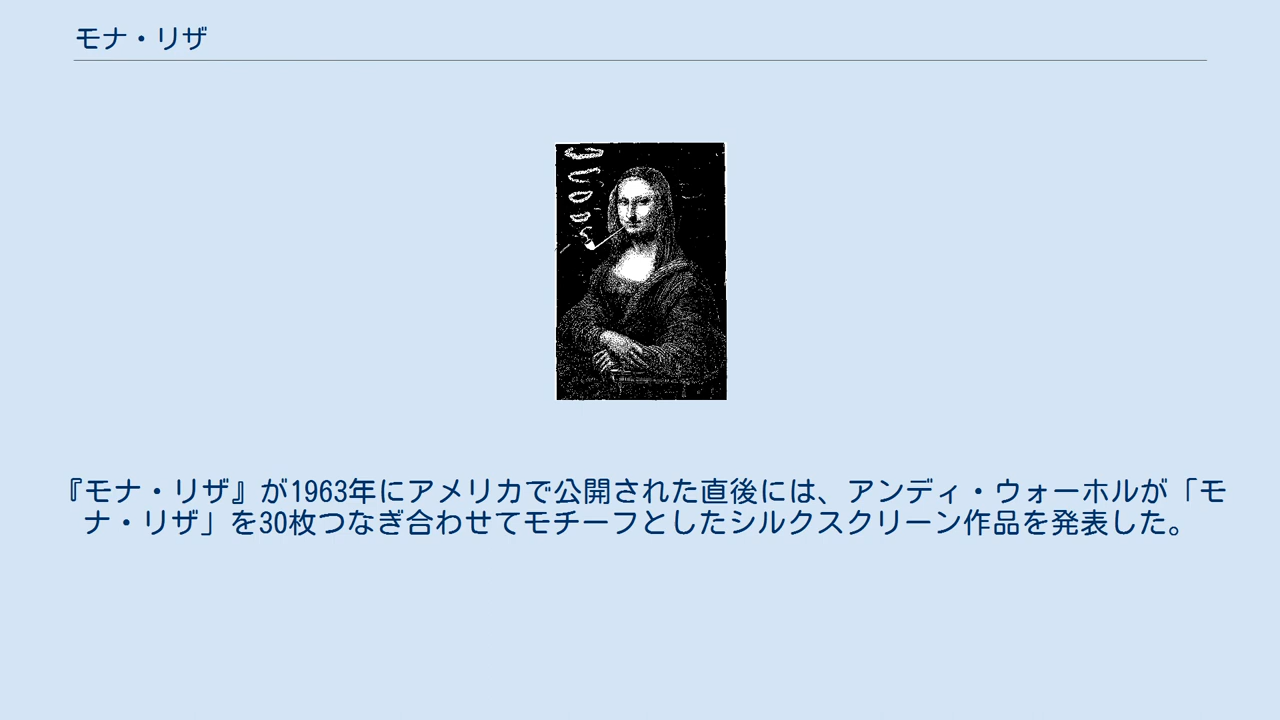 モナ・リザ
『モナ・リザ』が1963年にアメリカで公開された直後には、アンディ・ウォーホルが「モ
ナ・リザ」を30枚つなぎ合わせてモチーフとしたシルクスクリーン作品を発表した。